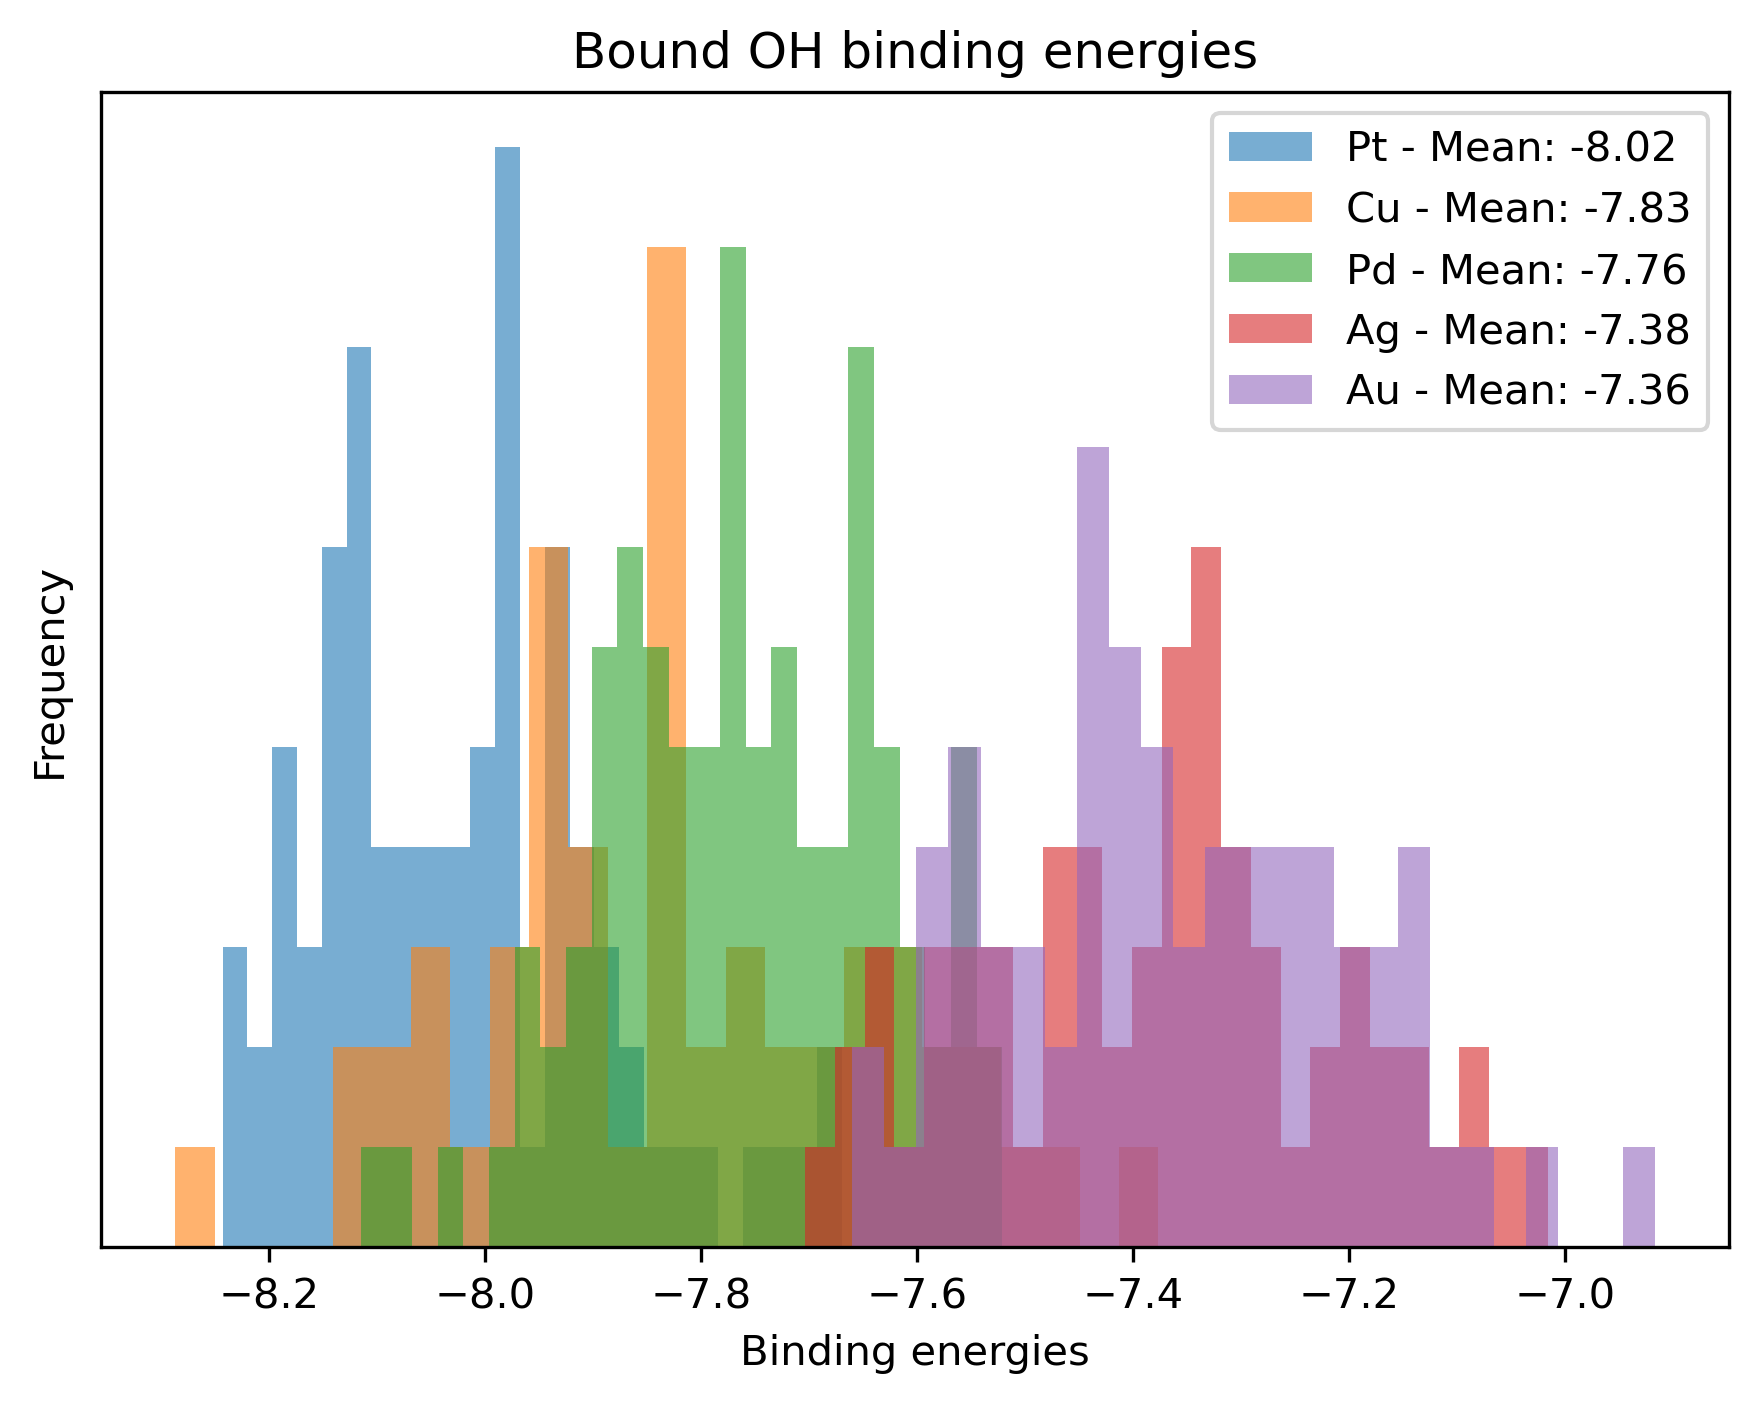 Bound OH binding energies
Pt - Mean: -8.02
Cu - Mean: -7.83
Pd - Mean: -7.76
Ag - Mean: -7.38
Au - Mean: -7.36
Frequency
−8.2 −8.0 −7.8 −7.6 −7.4 −7.2 −7.0
Binding energies